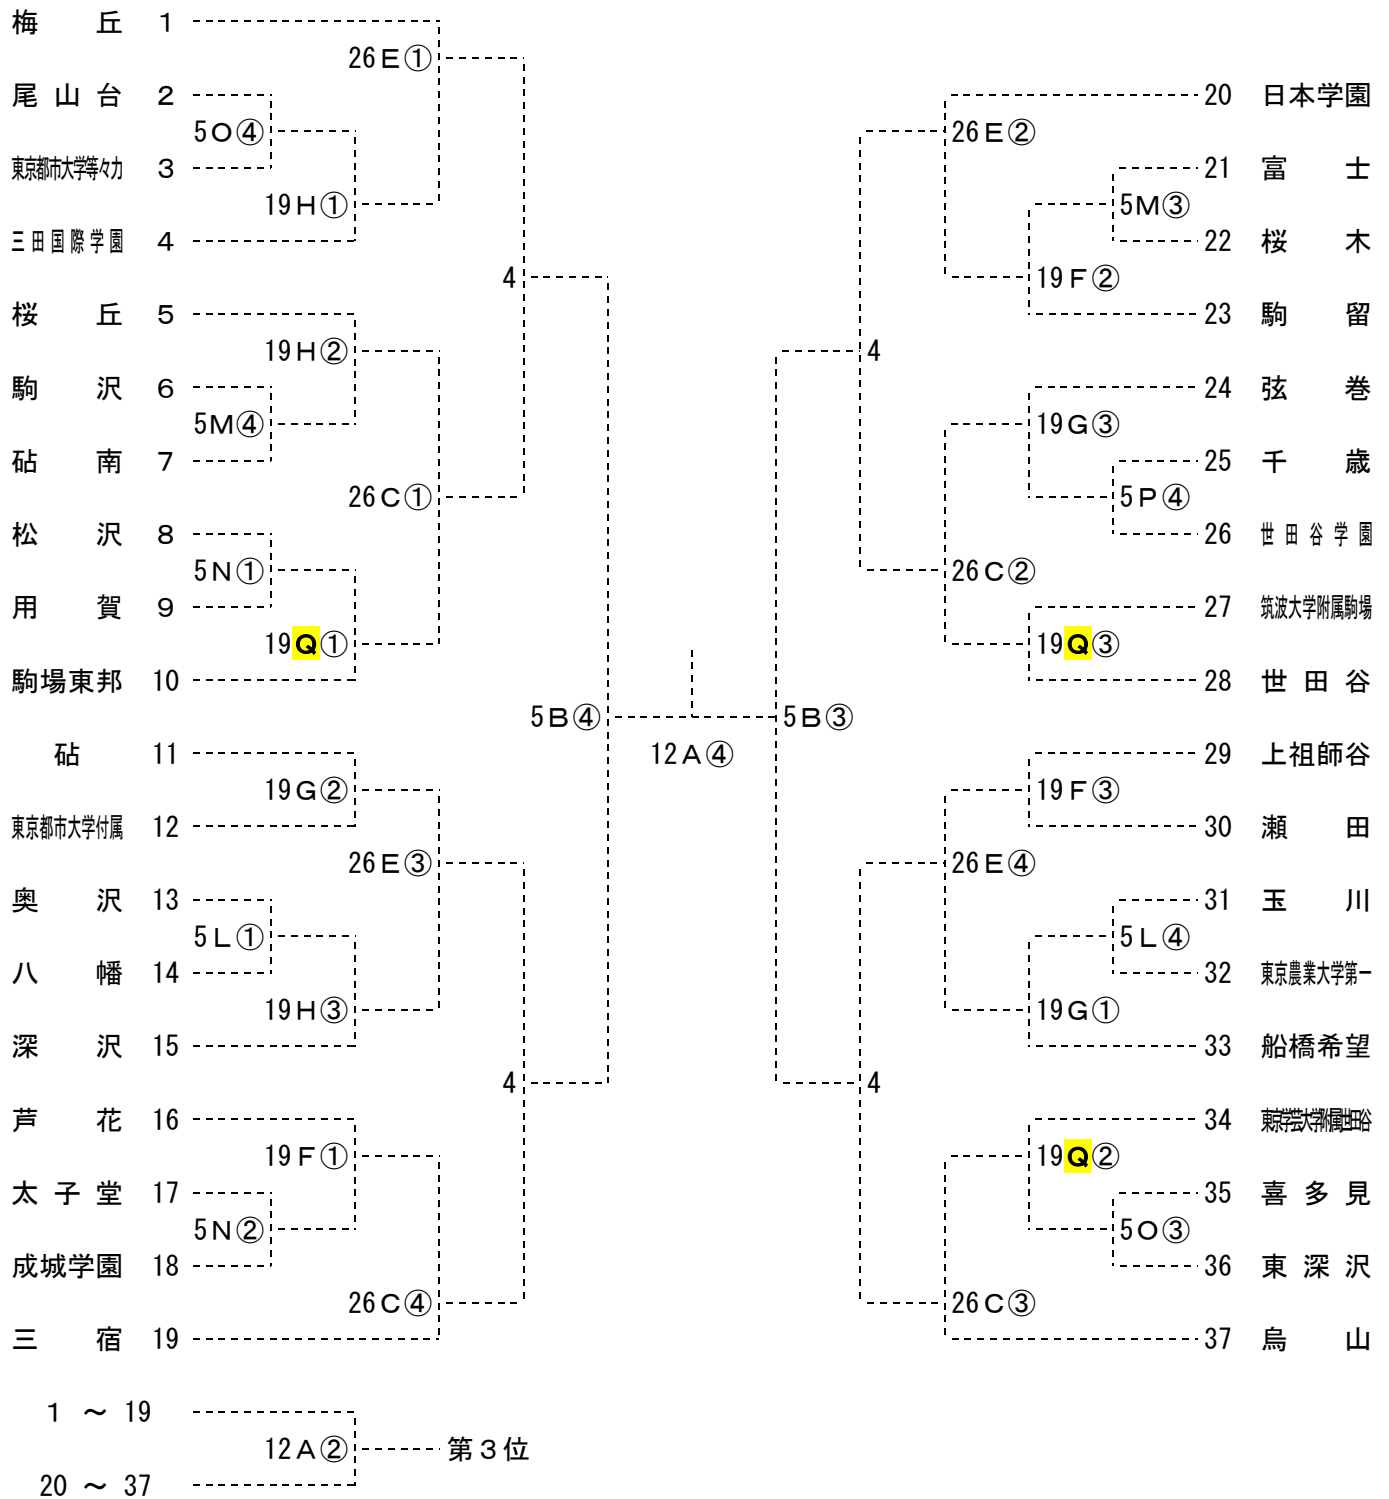 梅丘 1
26E①
尾山台 2
5O④
東京都市大学等々力 3
19H①
三田国際学園 4
4
桜丘 5
19H②
駒沢 6
5M④
砧南 7
26C①
松沢 8
5N①
用賀 9
19Q①
駒場東邦 10
5B④
砧 11
19G②
東京都市大学付属 12
26E③
奥沢 13
5L①
八幡 14
19H③
深沢 15
4
芦花 16
19F①
太子堂 17
5N②
成城学園 18
26C④
三宿 19
12A④
20 日本学園
26E②
21 富士
5M③
22 桜木
19F②
23 駒留
4
24 弦巻
19G③
25 千歳
5P④
26 世田谷学園
26C②
27 筑波大学附属駒場
19Q③
28 世田谷
5B③
29 上祖師谷
19F③
30 瀬田
26E④
31 玉川
5L④
32 東京農業大学第一
19G①
33 船橋希望
4
34 東京学芸大学附属世田谷
19Q②
35 喜多見
5O③
36 東深沢
26C③
37 烏山
1 ～ 19
12A② 第３位
20 ～ 37